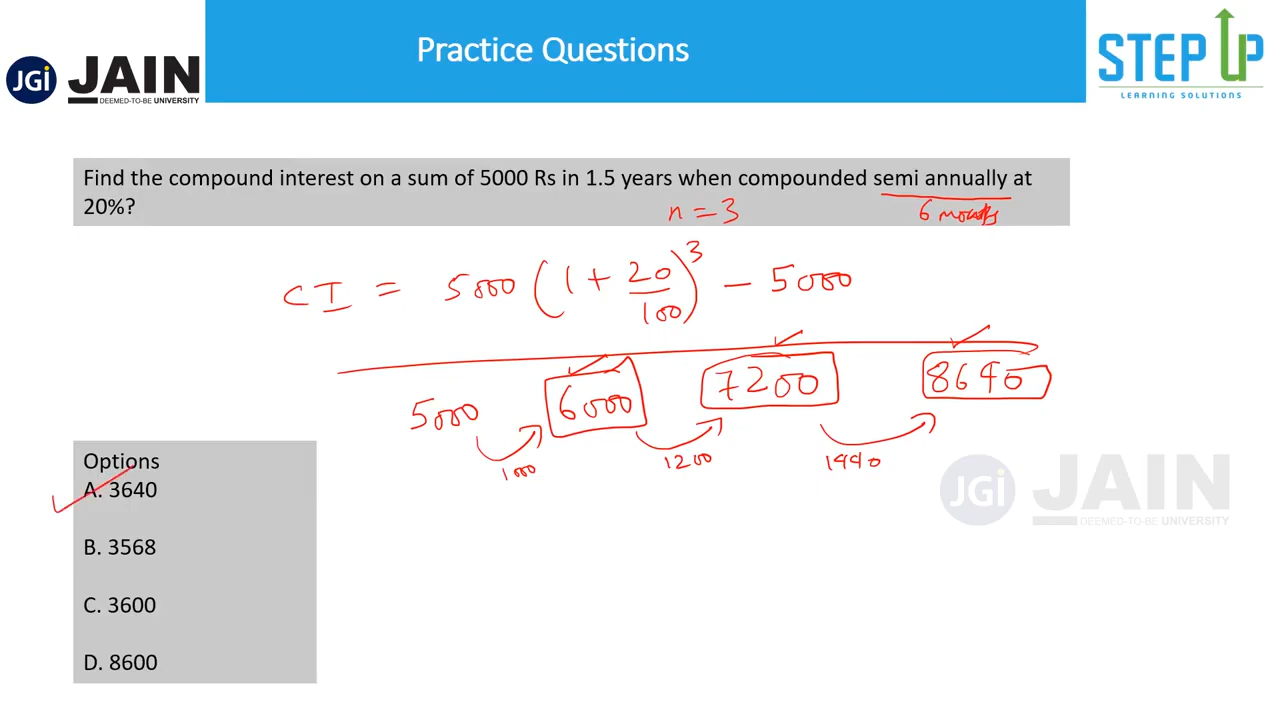 Practice Questions
JGi JAIN
DEEMED-TO-BE UNIVERSITY
STEP UP
LEARNING SOLUTIONS
Find the compound interest on a sum of 5000 Rs in 1.5 years when compounded semi annually at
20%?
n = 3
6 months
CI = 5000 (1 + 20/100)^3 - 5000
5000 6000 7200 8640
1000 1200 1440
Options
A. 3640
B. 3568
C. 3600
D. 8600
JGi JAIN
DEEMED-TO-BE UNIVERSITY